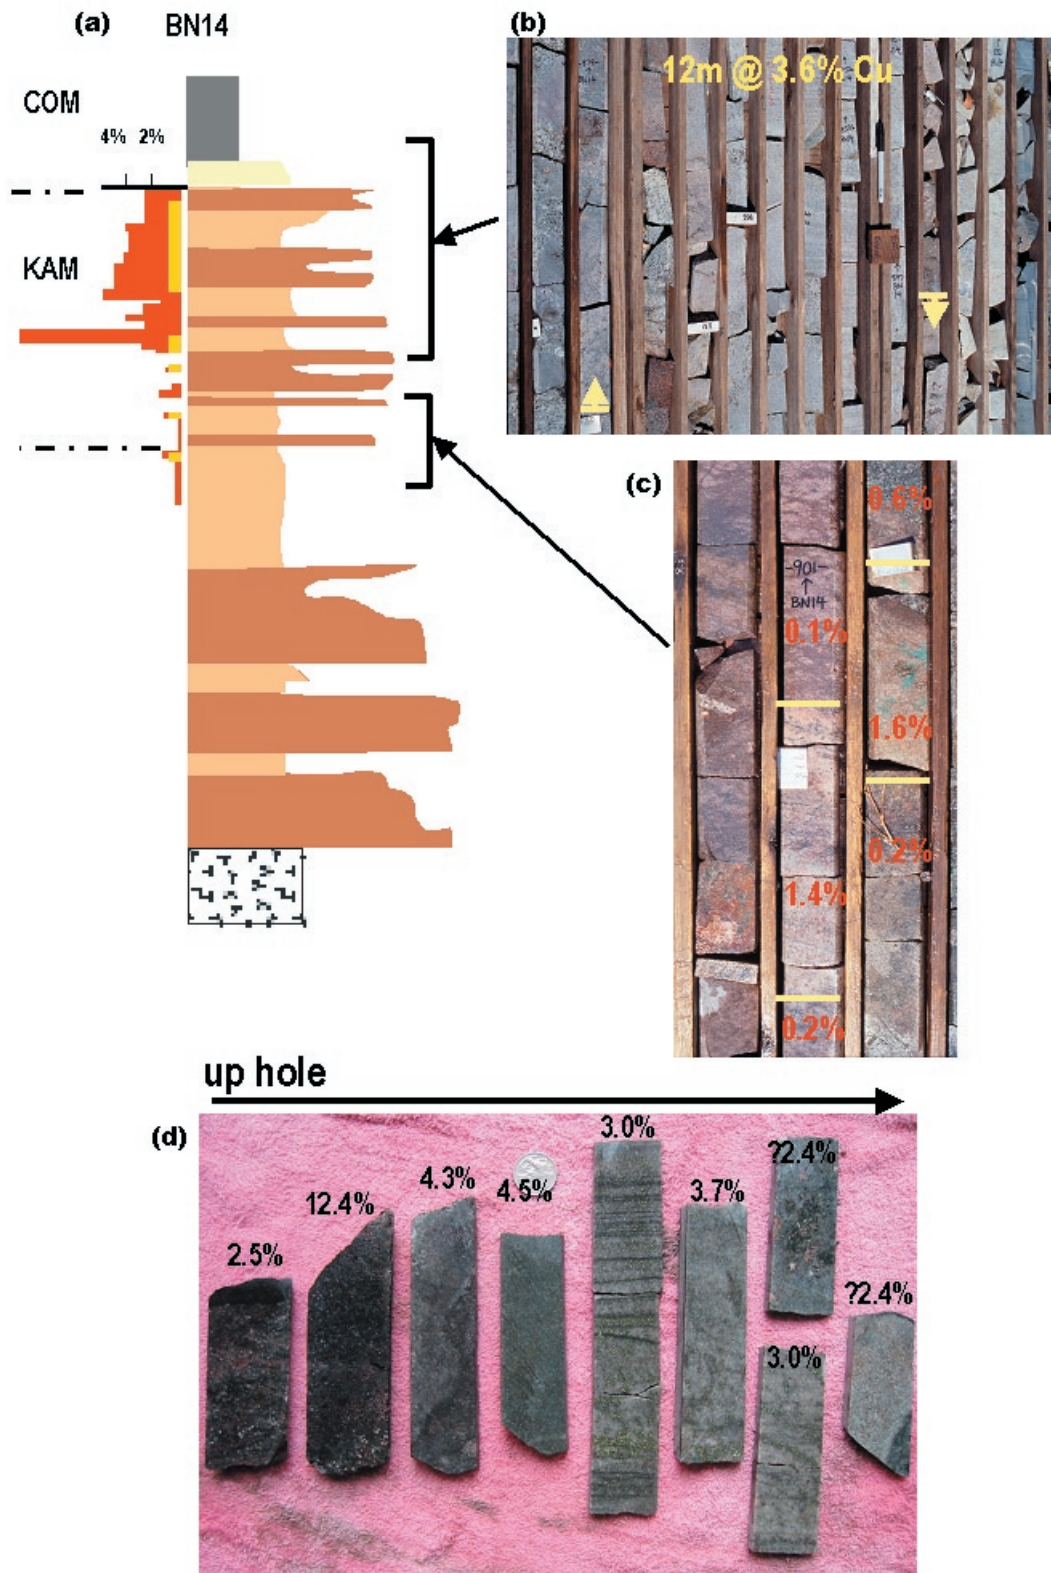 (a)
BN14
COM
4% 2%
KAM
(b)
12m @ 3.6% Cu
(c)
-901-
↑
BN14
0.1%
1.4%
0.2%
0.6%
1.6%
0.2%
up hole
(d)
2.5%
12.4%
4.3%
4.5%
3.0%
3.7%
?2.4%
3.0%
?2.4%